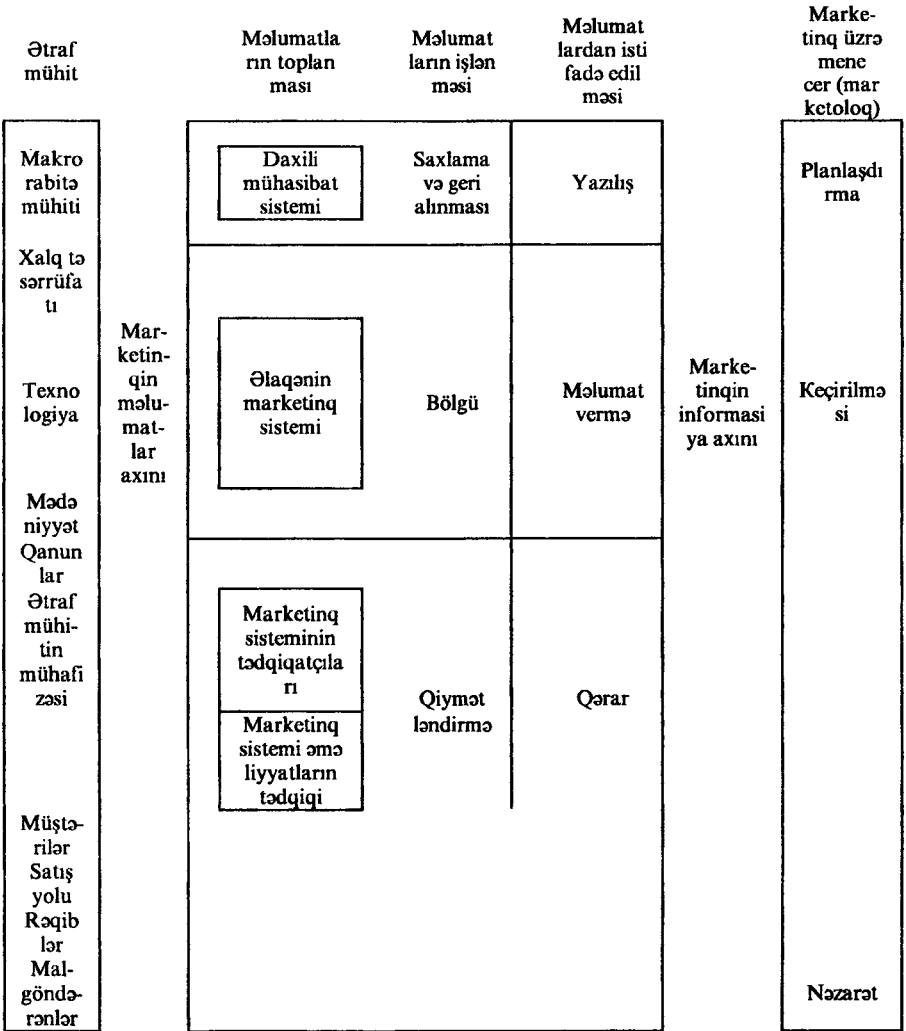 Ətraf
mühit
Məlumatla
rın toplan
ması
Məlumat
ların işlən
məsi
Məlumat
lardan isti
fadə edil
məsi
Marke-
tinq üzrə
mene
cer (mar
ketoloq)
Makro
rabitə
mühiti
Xalq tə
sərrüfa
tı
Texno
logiya
Mədə
niyyət
Qanun
lar
Ətraf
mühi-
tin
mühafi
zəsi
Müştə-
rilər
Satış
yolu
Rəqib
lər
Mal-
göndə-
rənlər
Mar-
ketin-
qin
məlu-
mat-
lar
axını
Daxili
mühasibat
sistemi
Saxlama
və geri
alınması
Yazılış
Əlaqənin
marketinq
sistemi
Bölgü
Məlumat
vermə
Marketinq
sisteminin
tədqiqatçıla
rı
Marketinq
sistemi əmə
liyyatların
tədqiqi
Qiymət
ləndirmə
Qərar
Marke-
tinqin
informasi
ya axını
Planlaşdı
rma
Keçirilmə
si
Nəzarət